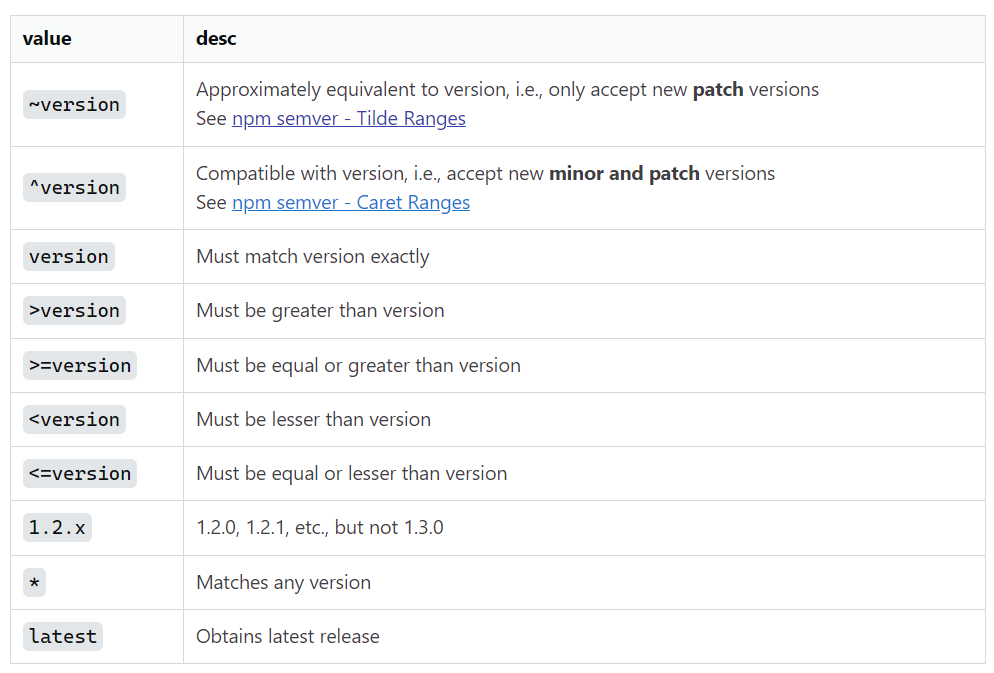 value desc
~version Approximately equivalent to version, i.e., only accept new patch versions
See npm semver - Tilde Ranges
^version Compatible with version, i.e., accept new minor and patch versions
See npm semver - Caret Ranges
version Must match version exactly
>version Must be greater than version
>=version Must be equal or greater than version
<version Must be lesser than version
<=version Must be equal or lesser than version
1.2.x 1.2.0, 1.2.1, etc., but not 1.3.0
* Matches any version
latest Obtains latest release